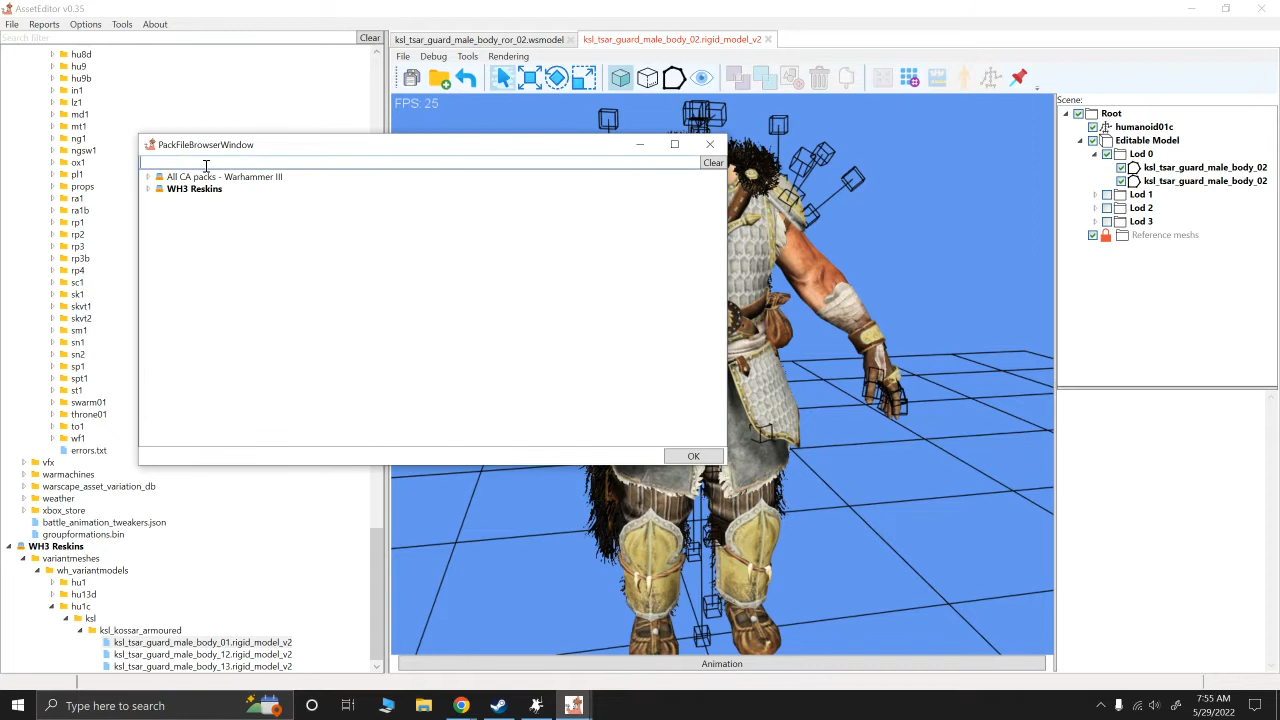 AssetEditor v0.35
File Reports Options Tools About
Search filter Clear
hu8d
hu9
hu9b
in1
lz1
md1
mt1
ng1
ngsw1
ox1
pl1
props
ra1
ra1b
rp1
rp2
rp3
rp3b
rp4
sc1
sk1
skvt1
skvt2
sm1
sn1
sn2
sp1
spt1
st1
swarm01
throne01
to1
wf1
errors.txt
vfx
warmachines
warscape_asset_variation_db
weather
xbox_store
battle_animation_tweakers.json
groupformations.bin
WH3 Reskins
variantmeshes
wh_variantmodels
hu1
hu13d
hu1c
ksl
ksl_kossar_armoured
ksl_tsar_guard_male_body_01.rigid_model_v2
ksl_tsar_guard_male_body_12.rigid_model_v2
ksl_tsar_guard_male_body_13.rigid_model_v2
ksl_tsar_guard_male_body_ror_02.wsmodel ksl_tsar_guard_male_body_02.rigid_model_v2
File Debug Tools Rendering
FPS: 25
PackFileBrowserWindow
Clear
All CA packs - Warhammer III
WH3 Reskins
OK
Animation
Scene:
Root
humanoid01c
Editable Model
Lod 0
ksl_tsar_guard_male_body_02
ksl_tsar_guard_male_body_02
Lod 1
Lod 2
Lod 3
Reference meshs
Type here to search
7:55 AM
5/29/2022